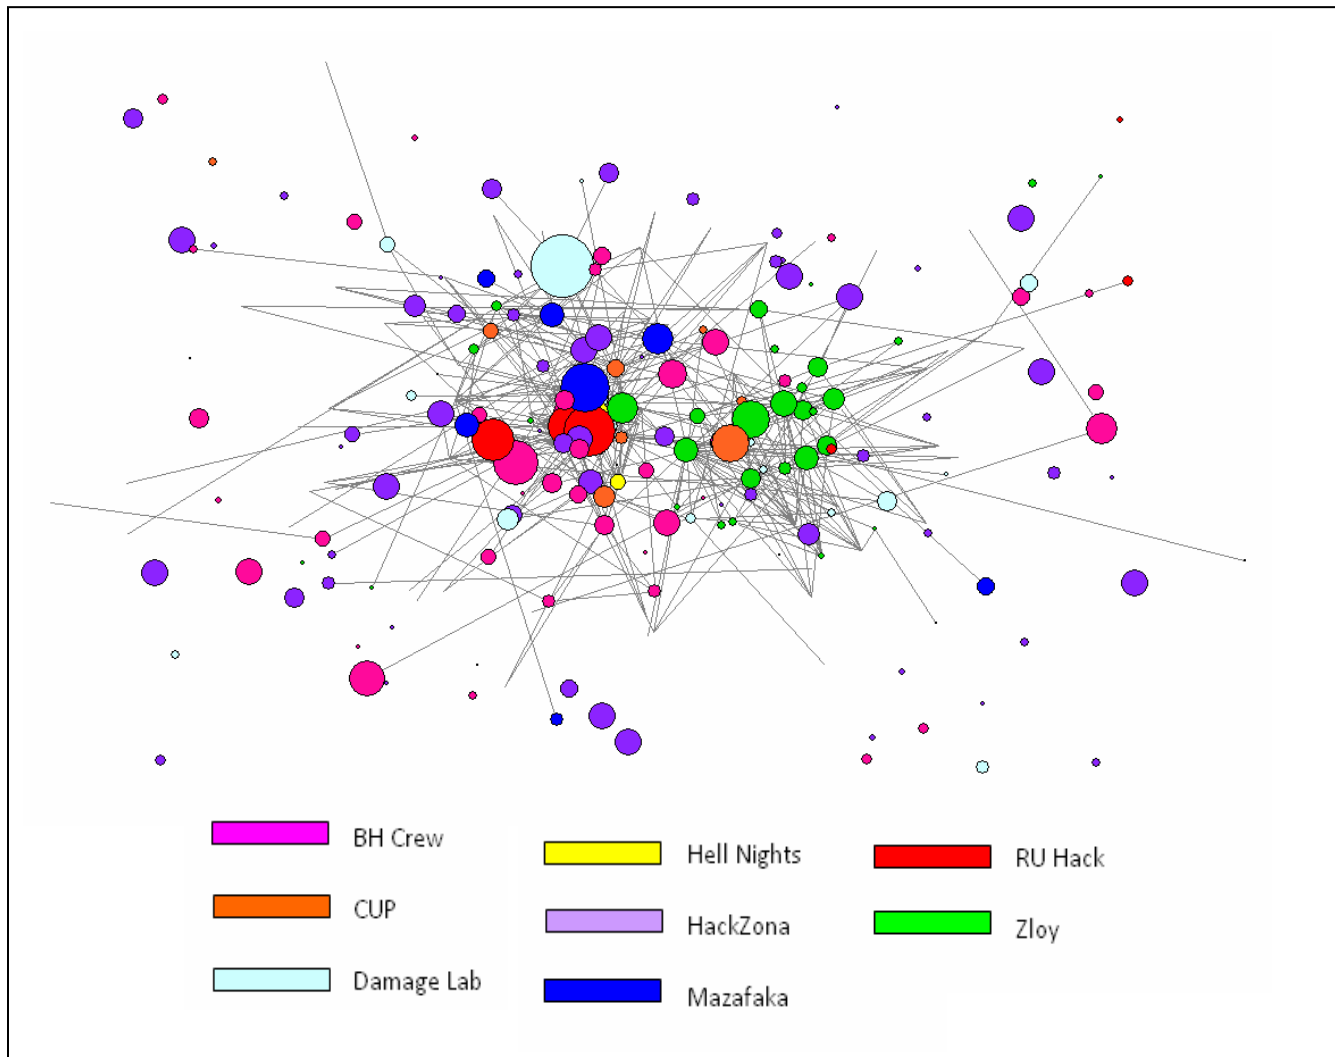 BH Crew
CUP
Damage Lab
Hell Nights
HackZona
Mazafaka
RU Hack
Zloy